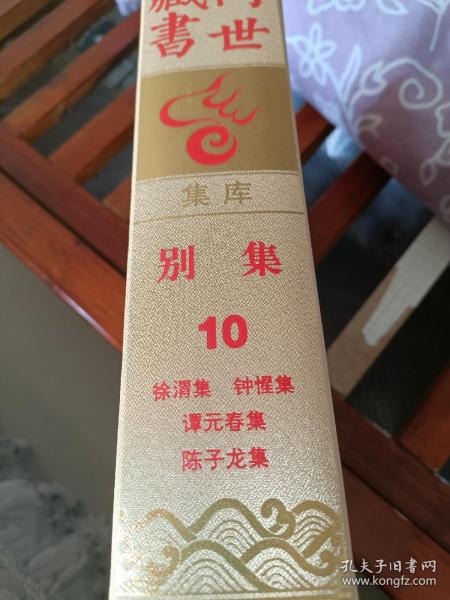 藏書
世
集库
别集
10
徐渭集 钟惺集
谭元春集
陈子龙集
孔夫子旧书网
www.kongfz.com